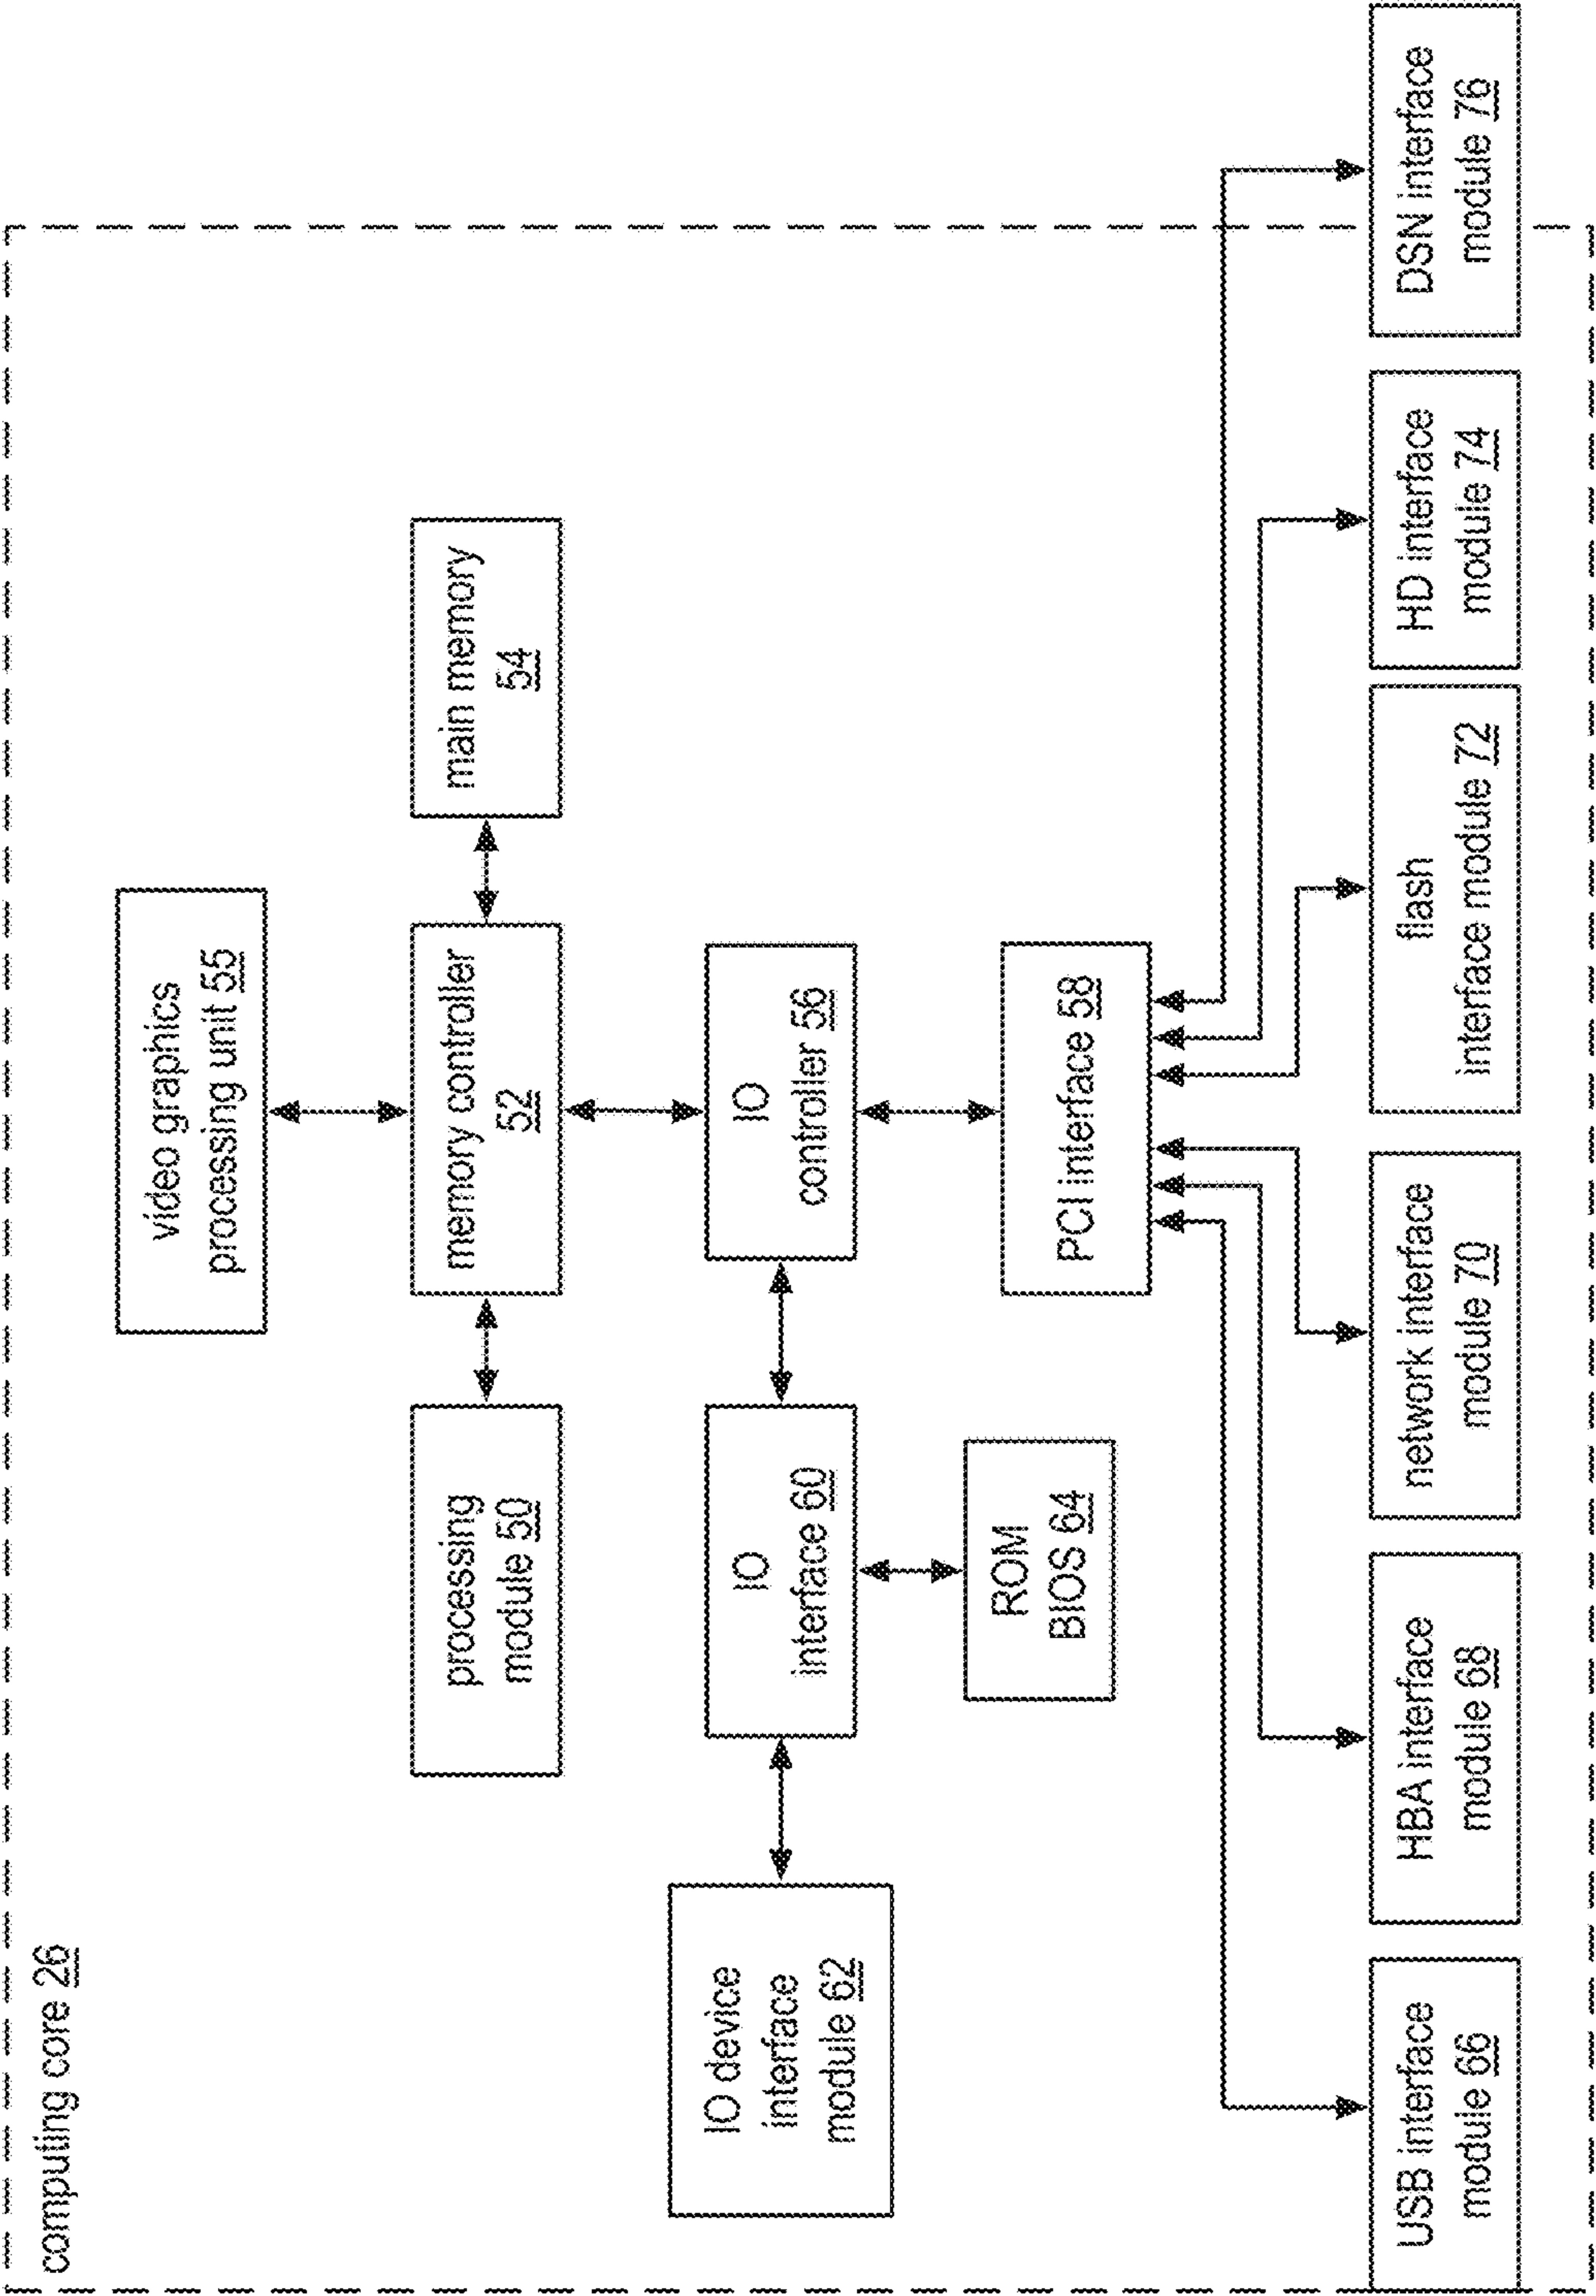 computing core 26
video graphics
processing unit 55
processing
module 50
memory controller
52
main memory
54
IO device
interface
module 62
IO
interface 60
IO
controller 56
ROM
BIOS 64
PCI interface 58
USB interface
module 66
HBA interface
module 68
network interface
module 70
flash
interface module 72
HD interface
module 74
DSN interface
module 76